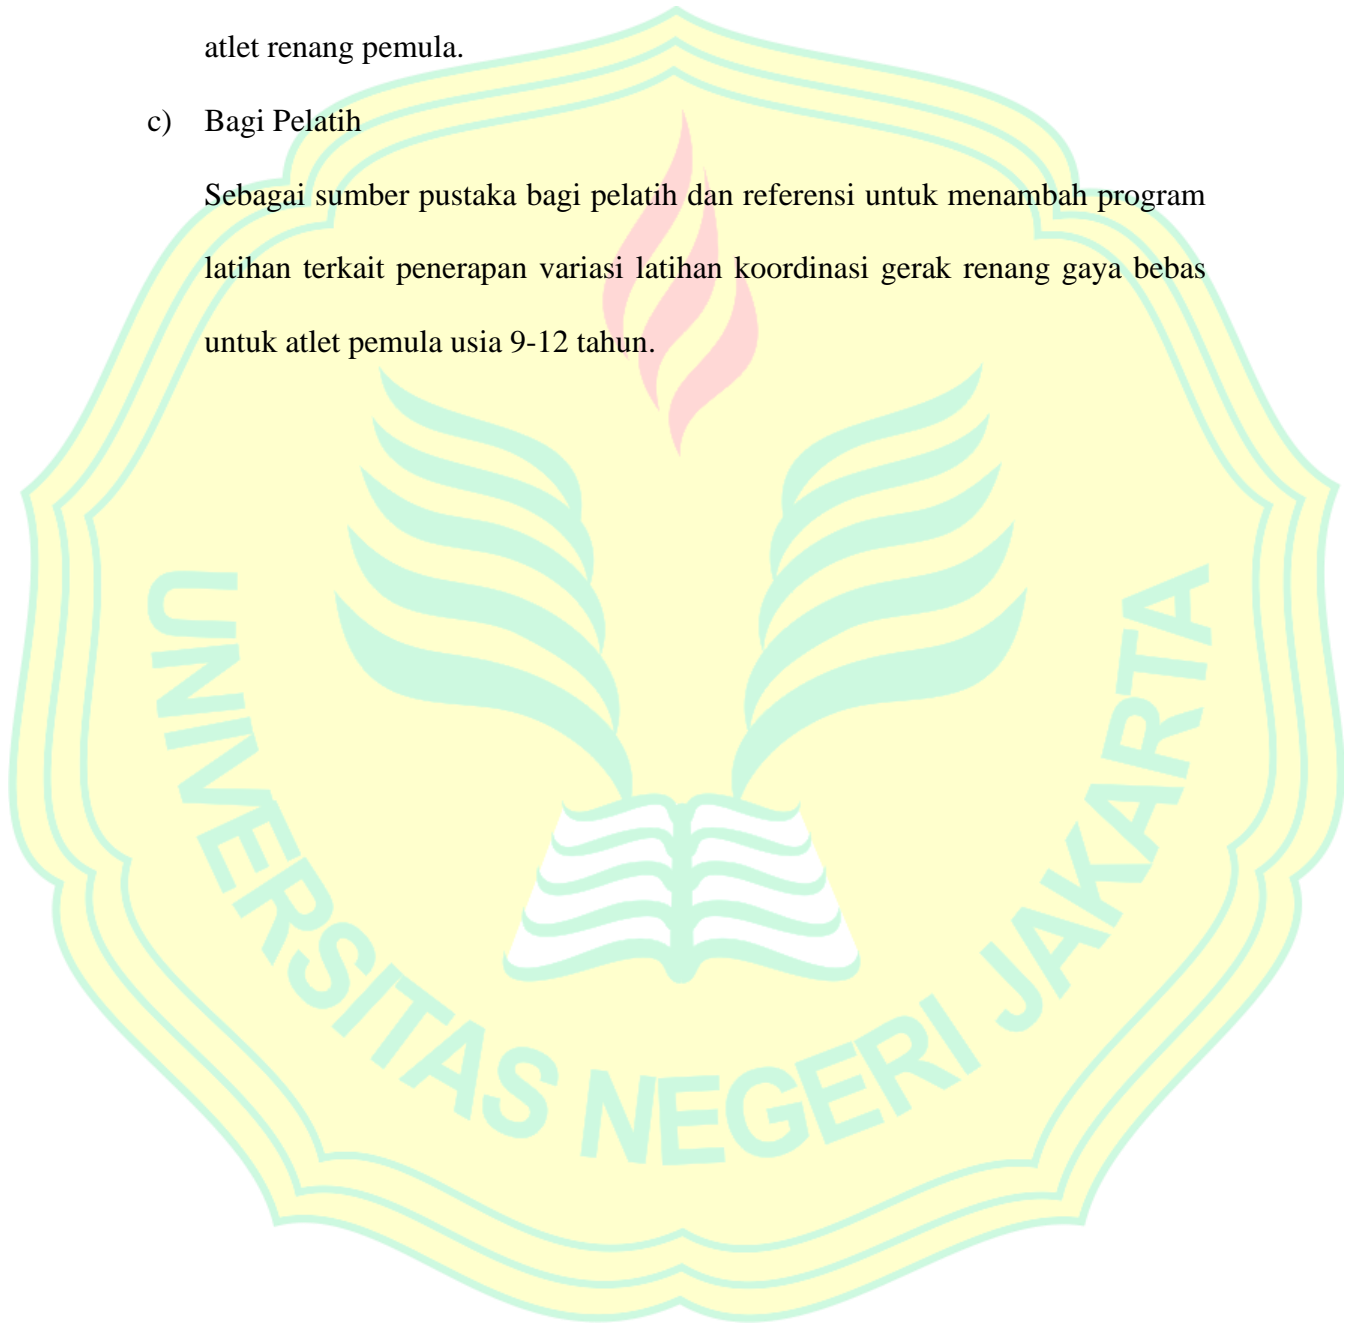 atlet renang pemula.
c) Bagi Pelatih
Sebagai sumber pustaka bagi pelatih dan referensi untuk menambah program
latihan terkait penerapan variasi latihan koordinasi gerak renang gaya bebas
untuk atlet pemula usia 9-12 tahun.
UNIVERSITAS NEGERI JAKARTA